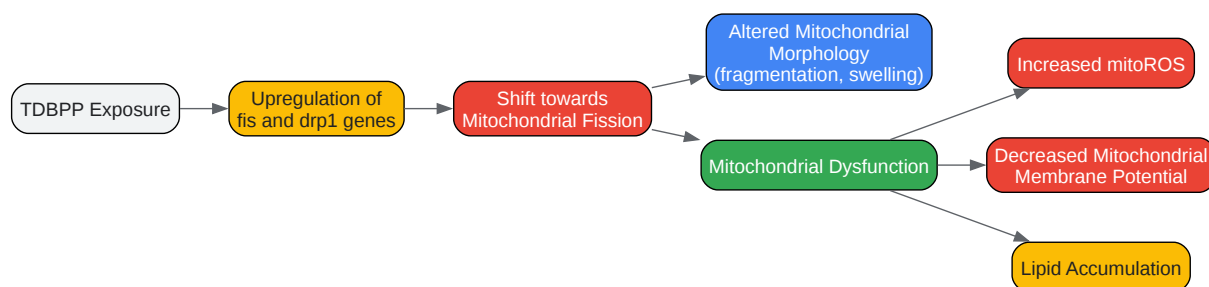 TDBPP Exposure
Upregulation of
fis and drp1 genes
Shift towards
Mitochondrial Fission
Altered Mitochondrial
Morphology
(fragmentation, swelling)
Mitochondrial Dysfunction
Increased mitoROS
Decreased Mitochondrial
Membrane Potential
Lipid Accumulation